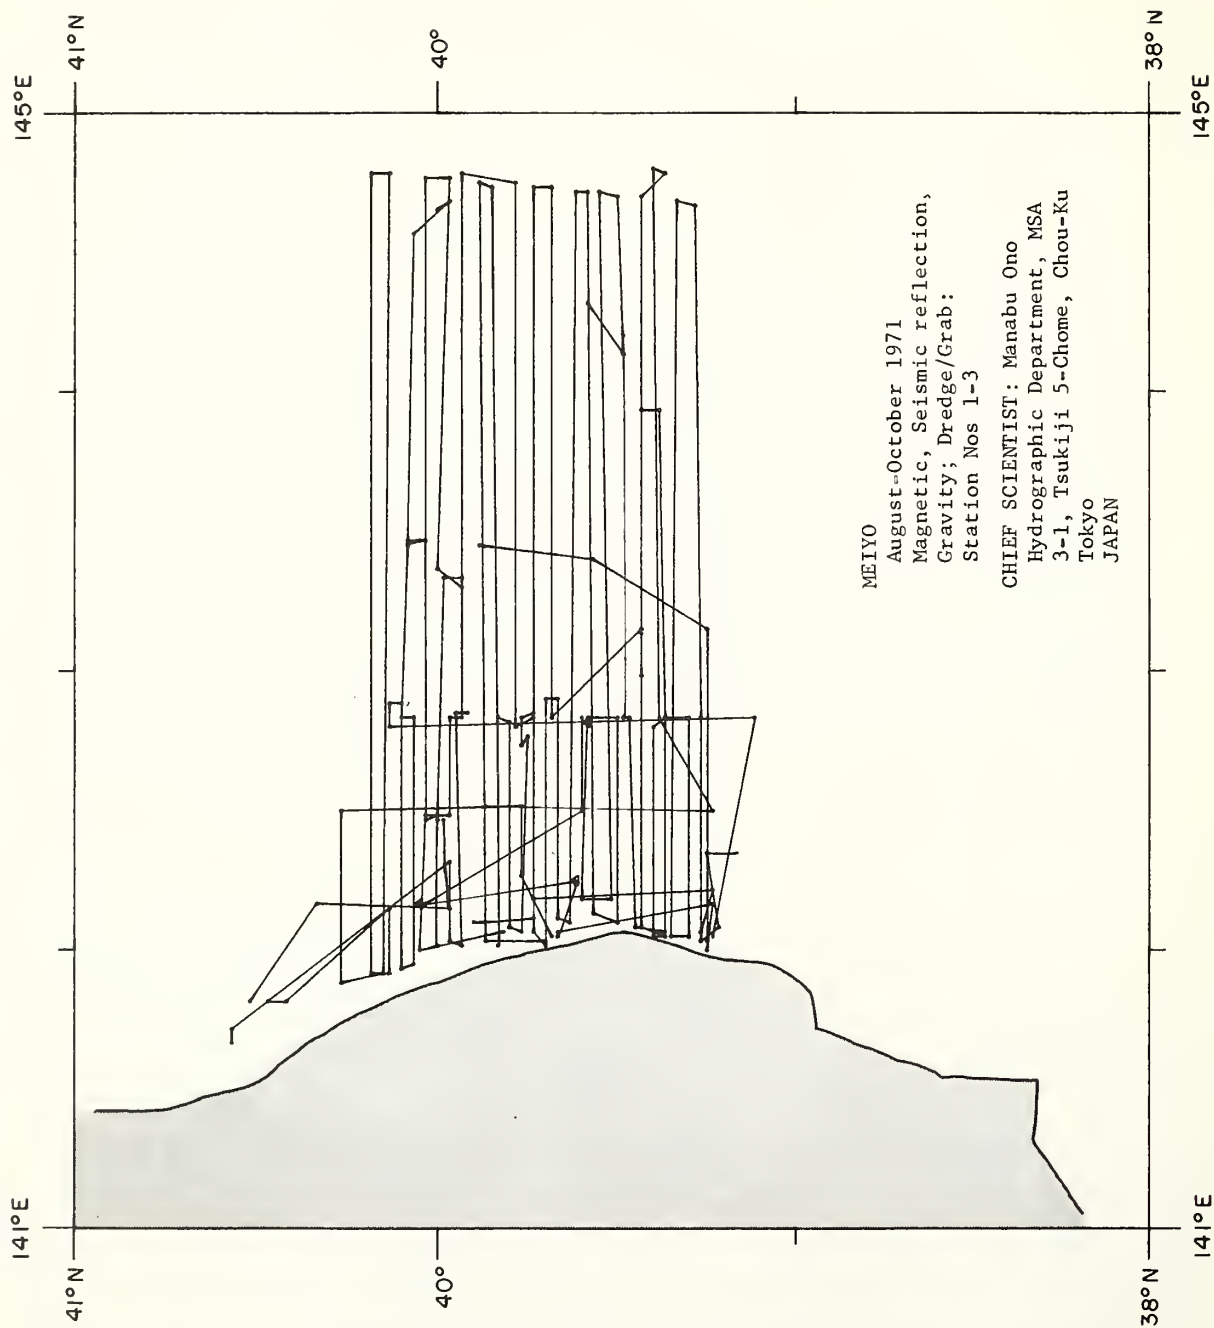 145°E
41°N
40°
38°N
145°E
MEIYO
August-October 1971
Magnetic, Seismic reflection,
Gravity; Dredge/Grab:
Station Nos 1-3
CHIEF SCIENTIST: Manabu Ono
Hydrographic Department, MSA
3-1, Tsukiji 5-Chome, Chou-Ku
Tokyo
JAPAN
141°E
41°N
40°
38°N
141°E